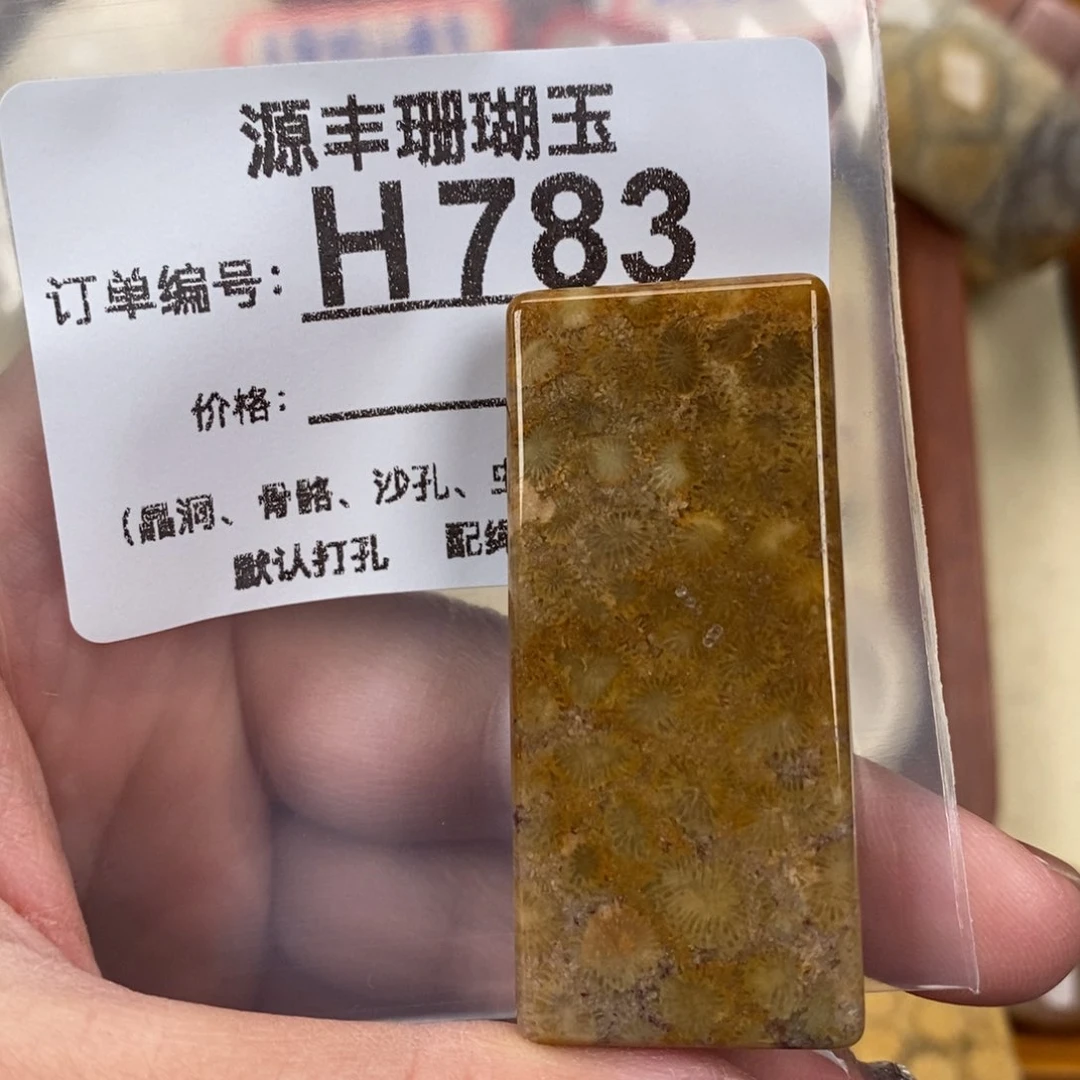 源丰珊瑚玉
订单编号: H783
价格:
(晶洞、骨骼、沙孔、
默认打孔 配绳